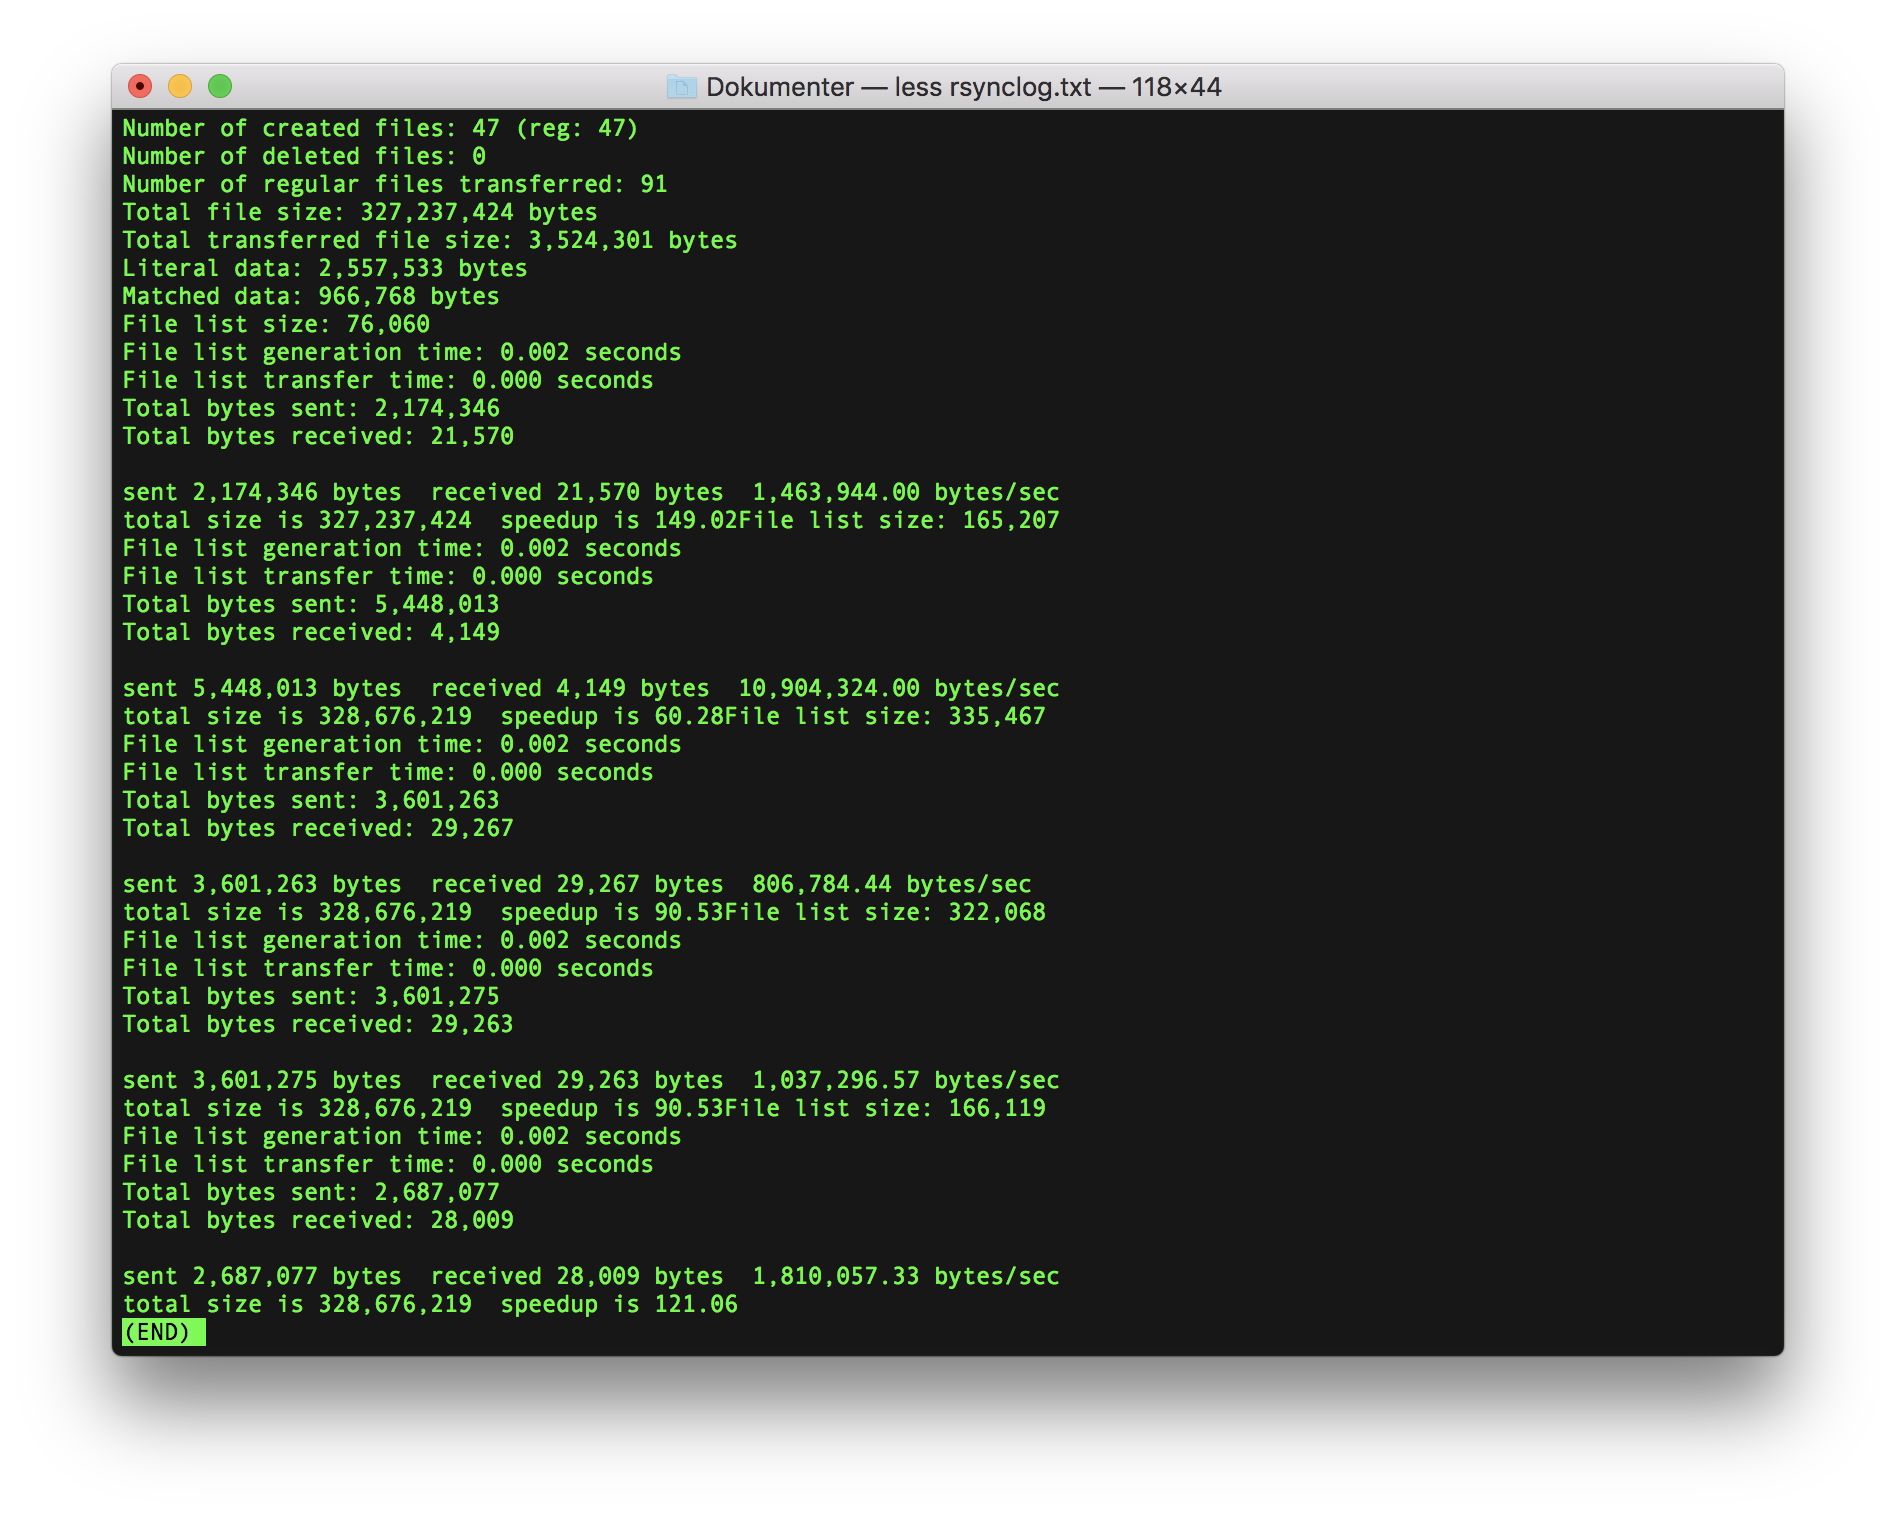 Dokumenter — less rsynclog.txt — 118×44
Number of created files: 47 (reg: 47)
Number of deleted files: 0
Number of regular files transferred: 91
Total file size: 327,237,424 bytes
Total transferred file size: 3,524,301 bytes
Literal data: 2,557,533 bytes
Matched data: 966,768 bytes
File list size: 76,060
File list generation time: 0.002 seconds
File list transfer time: 0.000 seconds
Total bytes sent: 2,174,346
Total bytes received: 21,570
sent 2,174,346 bytes  received 21,570 bytes  1,463,944.00 bytes/sec
total size is 327,237,424  speedup is 149.02File list size: 165,207
File list generation time: 0.002 seconds
File list transfer time: 0.000 seconds
Total bytes sent: 5,448,013
Total bytes received: 4,149
sent 5,448,013 bytes  received 4,149 bytes  10,904,324.00 bytes/sec
total size is 328,676,219  speedup is 60.28File list size: 335,467
File list generation time: 0.002 seconds
File list transfer time: 0.000 seconds
Total bytes sent: 3,601,263
Total bytes received: 29,267
sent 3,601,263 bytes  received 29,267 bytes  806,784.44 bytes/sec
total size is 328,676,219  speedup is 90.53File list size: 322,068
File list generation time: 0.002 seconds
File list transfer time: 0.000 seconds
Total bytes sent: 3,601,275
Total bytes received: 29,263
sent 3,601,275 bytes  received 29,263 bytes  1,037,296.57 bytes/sec
total size is 328,676,219  speedup is 90.53File list size: 166,119
File list generation time: 0.002 seconds
File list transfer time: 0.000 seconds
Total bytes sent: 2,687,077
Total bytes received: 28,009
sent 2,687,077 bytes  received 28,009 bytes  1,810,057.33 bytes/sec
total size is 328,676,219  speedup is 121.06
(END)